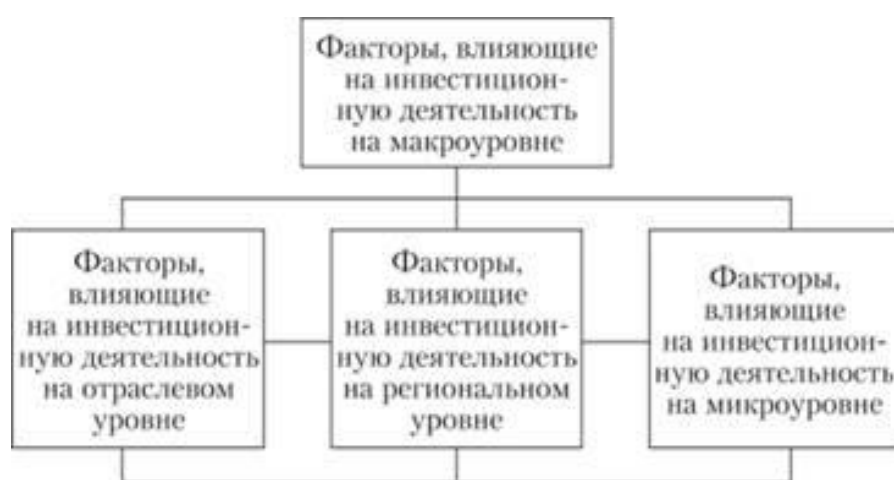 Факторы, влияющие
на инвестицион-
ную деятельность
на макроуровне
Факторы,
влияющие
на инвестицион-
ную деятельность
на отраслевом
уровне
Факторы,
влияющие
на инвестицион-
ную деятельность
на региональном
уровне
Факторы,
влияющие
на инвестицион-
ную деятельность
на микроуровне